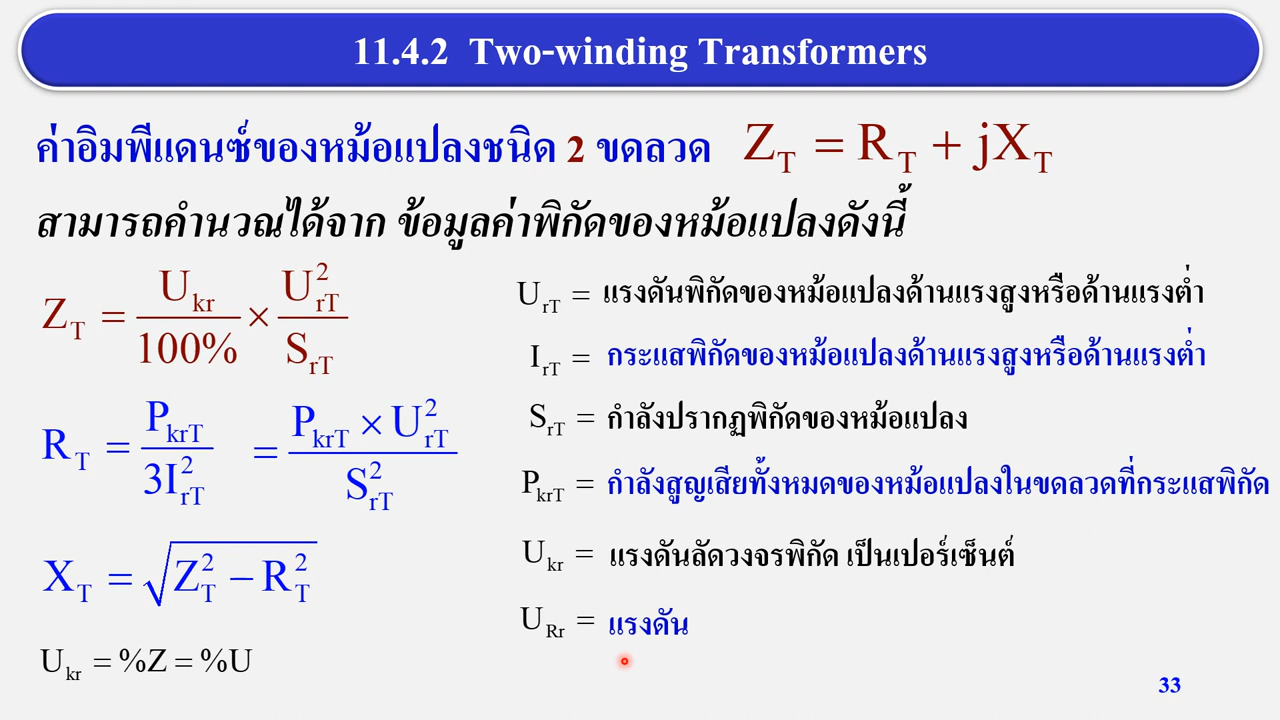 11.4.2 Two-winding Transformers
ค่าอิมพีแดนซ์ของหม้อแปลงชนิด 2 ขดลวด Z_T = R_T + jX_T
สามารถคำนวณได้จาก ข้อมูลค่าพิกัดของหม้อแปลงดังนี้
Z_T = U_kr / 100% × U_rT^2 / S_rT
R_T = P_krT / 3I_rT^2 = P_krT × U_rT^2 / S_rT^2
X_T = √(Z_T^2 − R_T^2)
U_kr = %Z = %U
U_rT = แรงดันพิกัดของหม้อแปลงด้านแรงสูงหรือด้านแรงต่ำ
I_rT = กระแสพิกัดของหม้อแปลงด้านแรงสูงหรือด้านแรงต่ำ
S_rT = กำลังปรากฏพิกัดของหม้อแปลง
P_krT = กำลังสูญเสียทั้งหมดของหม้อแปลงในขดลวดที่กระแสพิกัด
U_kr = แรงดันลัดวงจรพิกัด เป็นเปอร์เซ็นต์
U_Rr = แรงดัน
33